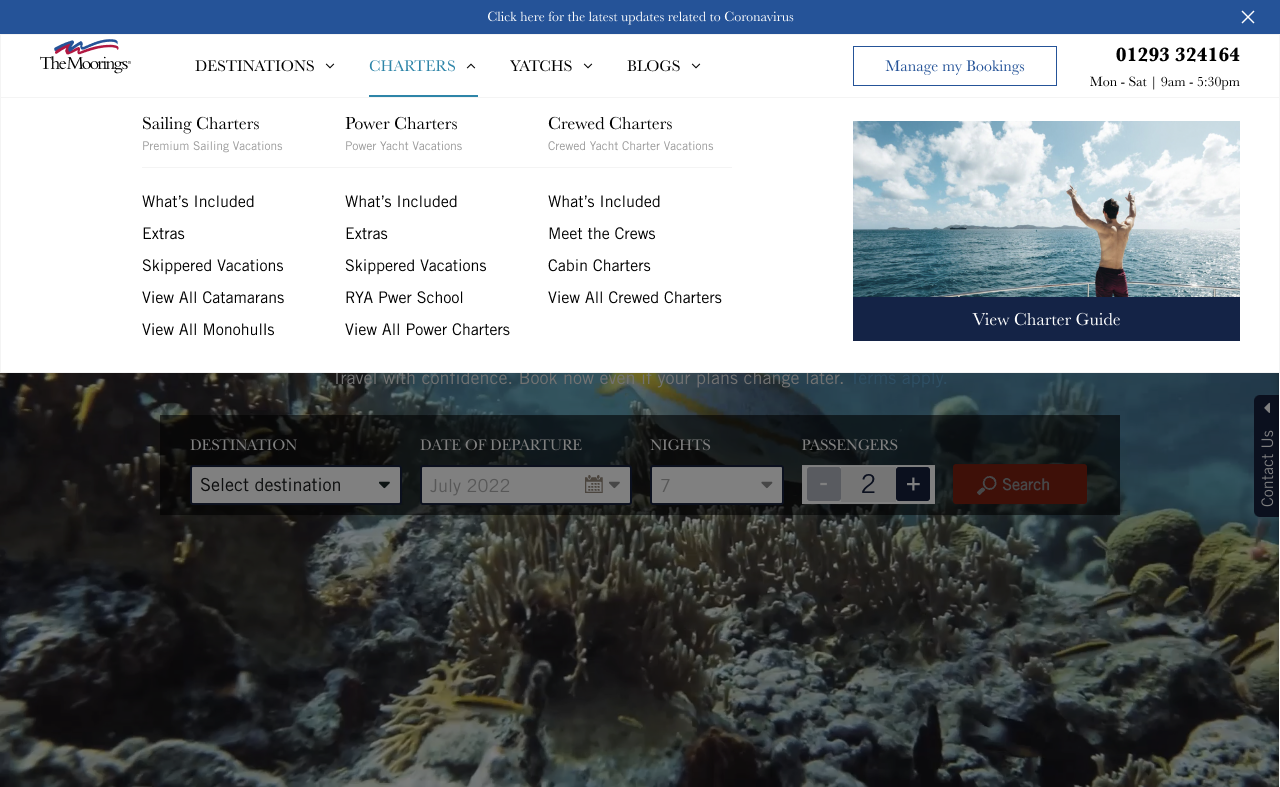 Click here for the latest updates related to Coronavirus
TheMoorings®
DESTINATIONS
CHARTERS
YATCHS
BLOGS
Manage my Bookings
01293 324164
Mon - Sat | 9am - 5:30pm
Sailing Charters
Premium Sailing Vacations
What's Included
Extras
Skippered Vacations
View All Catamarans
View All Monohulls
Power Charters
Power Yacht Vacations
What's Included
Extras
Skippered Vacations
RYA Pwer School
View All Power Charters
Crewed Charters
Crewed Yacht Charter Vacations
What's Included
Meet the Crews
Cabin Charters
View All Crewed Charters
View Charter Guide
Travel with confidence. Book now even if your plans change later. Terms apply.
DESTINATION
Select destination
DATE OF DEPARTURE
July 2022
NIGHTS
7
PASSENGERS
- 2 +
Search
Contact Us